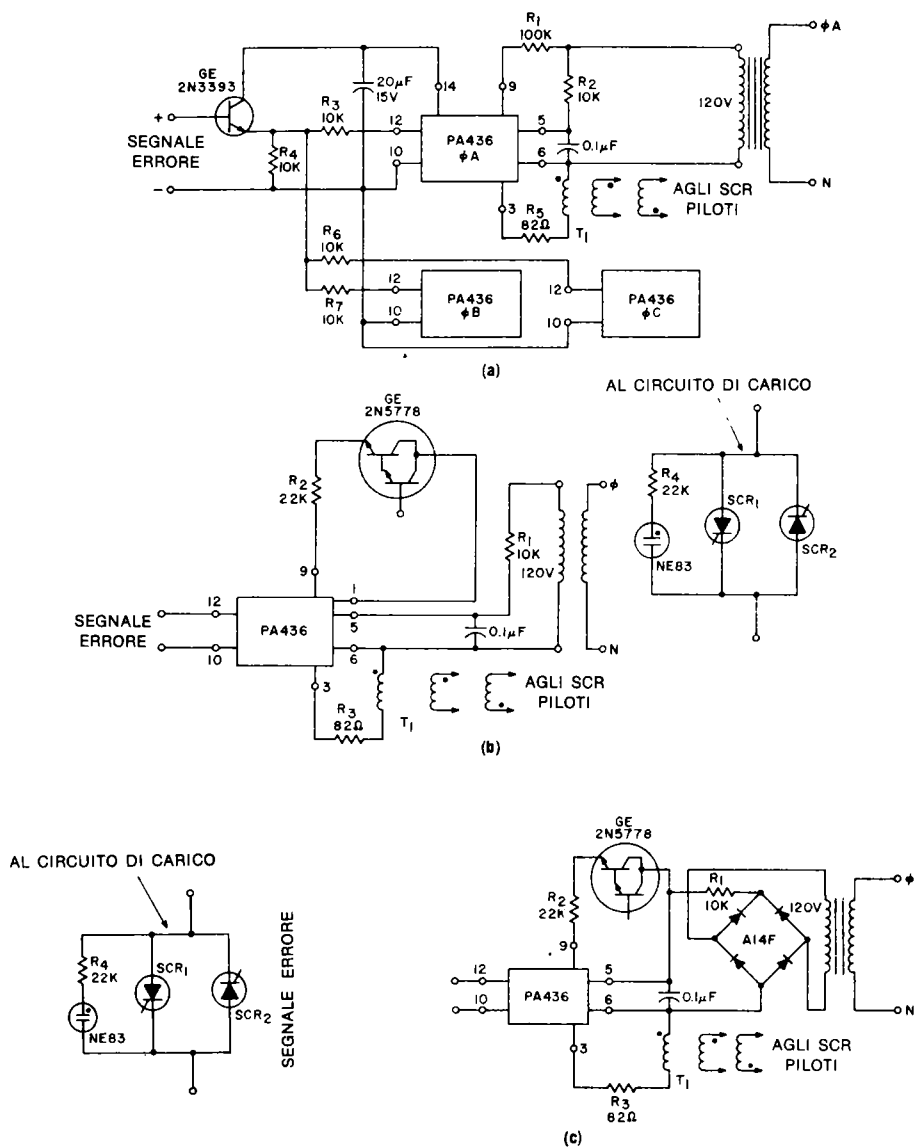 GE
2N3393
+
SEGNALE
ERRORE
−
R4
10K
R3
10K
20µF
15V
14
12
10
PA436
φA
9
5
6
3
R1
100K
R2
10K
0.1µF
R5
82Ω
T1
AGLI SCR
PILOTI
120V
φA
N
R6
10K
R7
10K
12
10
PA436
φB
12
10
PA436
φC
(a)
GE
2N5778
R2
22K
9
SEGNALE
ERRORE
12
10
PA436
1
5
6
3
R3
82Ω
T1
0.1µF
R1
10K
120V
φ
N
AGLI SCR
PILOTI
(b)
AL CIRCUITO DI CARICO
R4
22K
NE83
SCR1
SCR2
AL CIRCUITO DI CARICO
R4
22K
NE83
SCR1
SCR2
SEGNALE ERRORE
GE
2N5778
R2
22K
9
12
10
PA436
5
6
3
R3
82Ω
T1
0.1µF
R1
10K
A14F
120V
φ
N
AGLI SCR
PILOTI
(c)